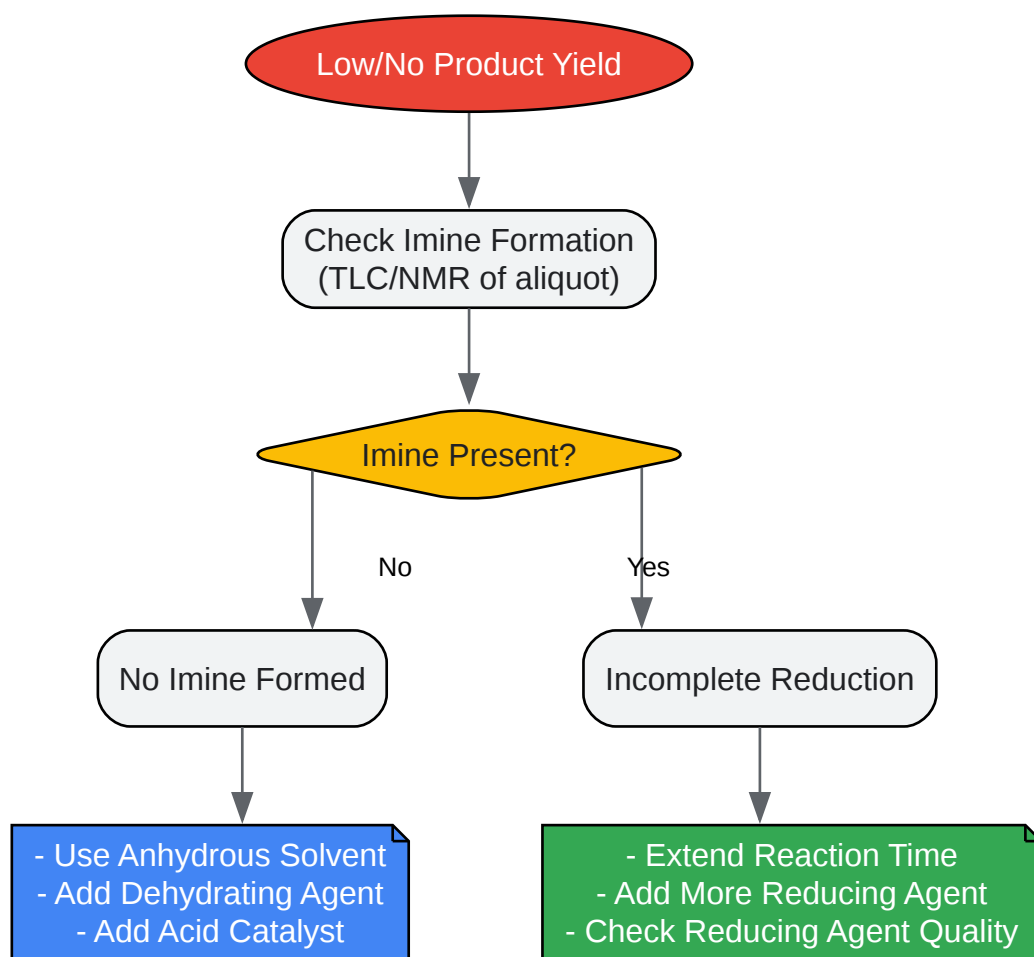 Low/No Product Yield
Check Imine Formation
(TLC/NMR of aliquot)
Imine Present?
No
Yes
No Imine Formed
Incomplete Reduction
- Use Anhydrous Solvent
- Add Dehydrating Agent
- Add Acid Catalyst
- Extend Reaction Time
- Add More Reducing Agent
- Check Reducing Agent Quality